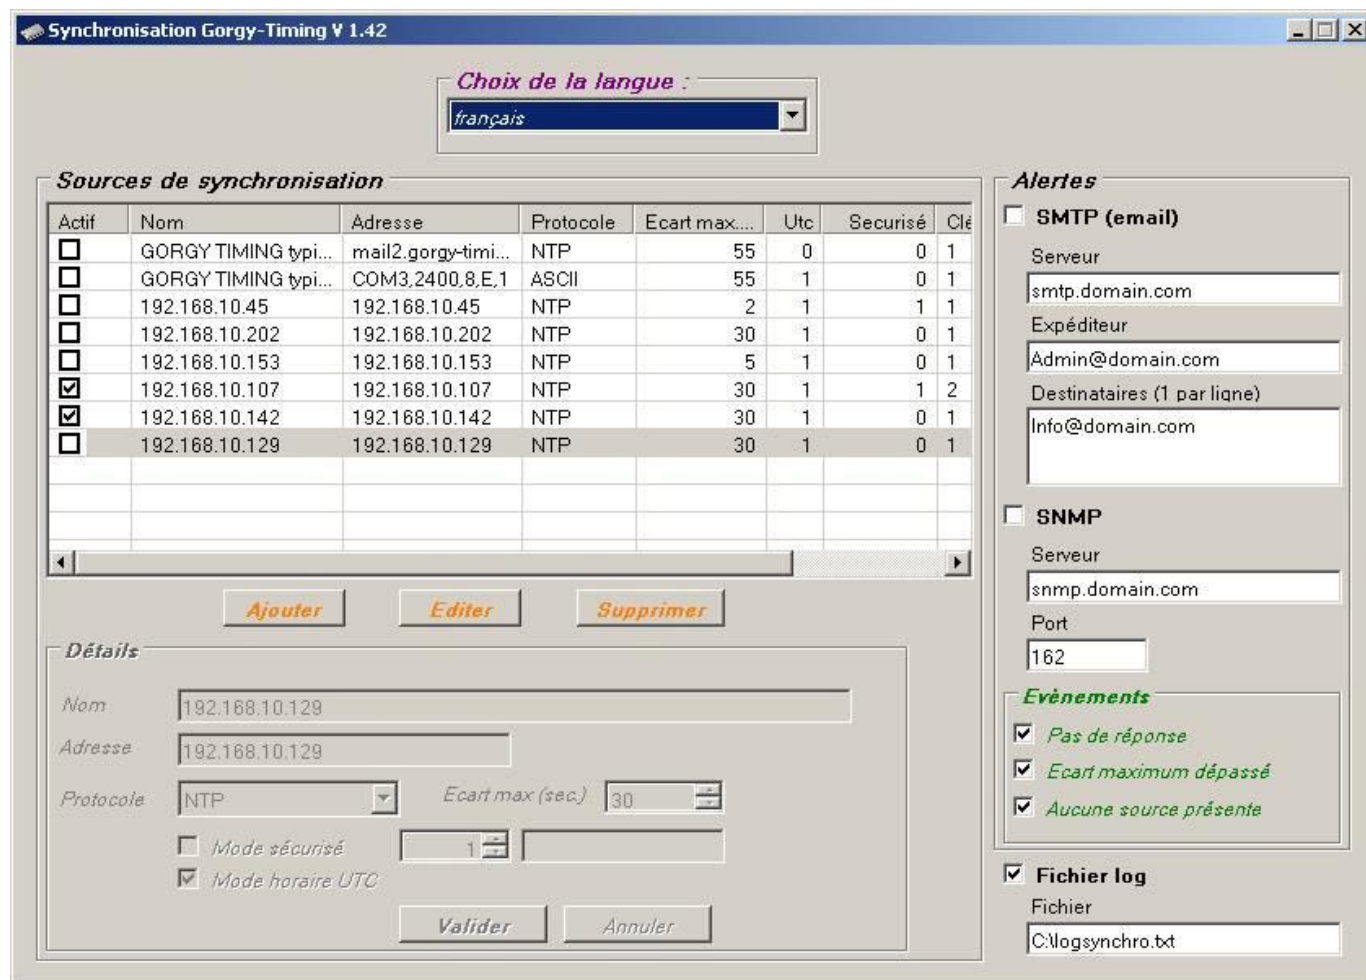 Synchronisation Gorgy-Timing V 1.42
Choix de la langue :
français
Sources de synchronisation
Actif Nom Adresse Protocole Ecart max.... Utc Securisé Clé
GORGY TIMING typi... mail2.gorgy-timi... NTP 55 0 0 1
GORGY TIMING typi... COM3,2400,8,E,1 ASCII 55 1 0 1
192.168.10.45 192.168.10.45 NTP 2 1 1 1
192.168.10.202 192.168.10.202 NTP 30 1 0 1
192.168.10.153 192.168.10.153 NTP 5 1 0 1
192.168.10.107 192.168.10.107 NTP 30 1 1 2
192.168.10.142 192.168.10.142 NTP 30 1 0 1
192.168.10.129 192.168.10.129 NTP 30 1 0 1
Ajouter Editer Supprimer
Détails
Nom 192.168.10.129
Adresse 192.168.10.129
Protocole NTP Ecart max (sec.) 30
Mode sécurisé 1
Mode horaire UTC
Valider Annuler
Alertes
SMTP (email)
Serveur
smtp.domain.com
Expéditeur
Admin@domain.com
Destinataires (1 par ligne)
Info@domain.com
SNMP
Serveur
snmp.domain.com
Port
162
Evènements
Pas de réponse
Ecart maximum dépassé
Aucune source présente
Fichier log
Fichier
C:\logsynchro.txt